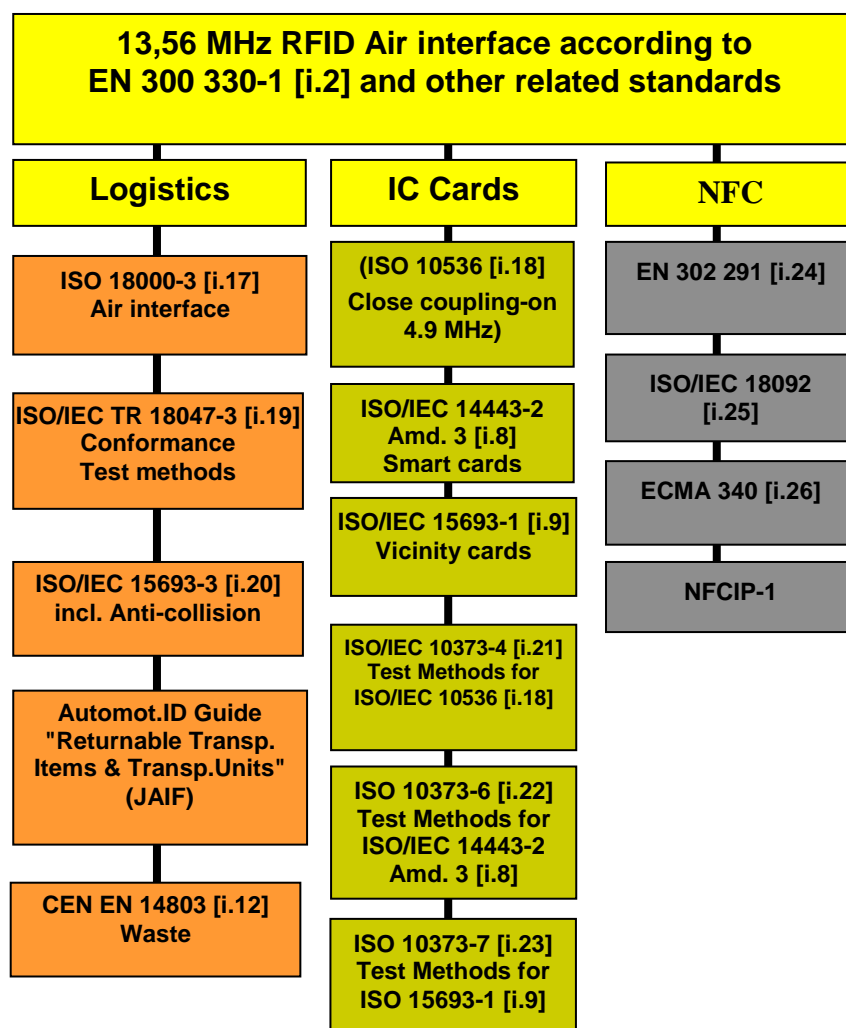 13,56 MHz RFID Air interface according to
EN 300 330-1 [i.2] and other related standards
Logistics
ISO 18000-3 [i.17]
Air interface
ISO/IEC TR 18047-3 [i.19]
Conformance
Test methods
ISO/IEC 15693-3 [i.20]
incl. Anti-collision
Automot.ID Guide
"Returnable Transp.
Items & Transp.Units"
(JAIF)
CEN EN 14803 [i.12]
Waste
IC Cards
(ISO 10536 [i.18]
Close coupling-on
4.9 MHz)
ISO/IEC 14443-2
Amd. 3 [i.8]
Smart cards
ISO/IEC 15693-1 [i.9]
Vicinity cards
ISO/IEC 10373-4 [i.21]
Test Methods for
ISO/IEC 10536 [i.18]
ISO 10373-6 [i.22]
Test Methods for
ISO/IEC 14443-2
Amd. 3 [i.8]
ISO 10373-7 [i.23]
Test Methods for
ISO 15693-1 [i.9]
NFC
EN 302 291 [i.24]
ISO/IEC 18092
[i.25]
ECMA 340 [i.26]
NFCIP-1